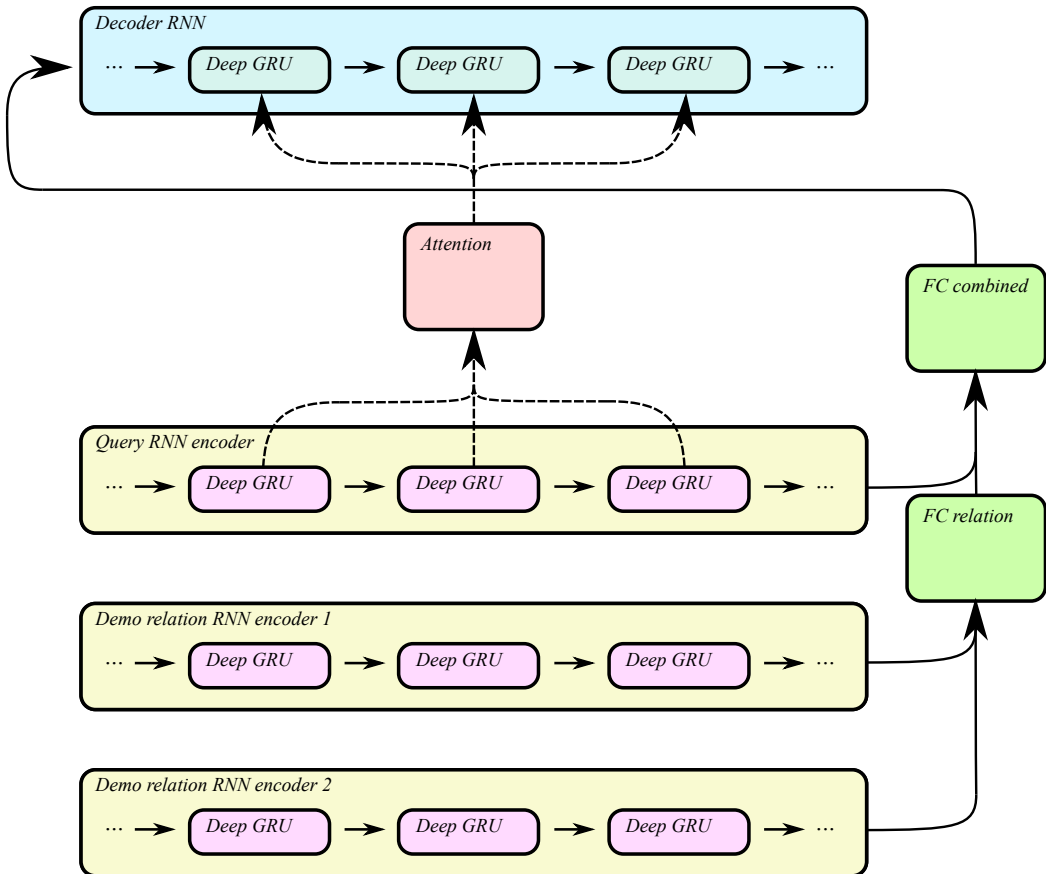 Decoder RNN
... Deep GRU Deep GRU Deep GRU ...
Attention
FC combined
Query RNN encoder
... Deep GRU Deep GRU Deep GRU ...
FC relation
Demo relation RNN encoder 1
... Deep GRU Deep GRU Deep GRU ...
Demo relation RNN encoder 2
... Deep GRU Deep GRU Deep GRU ...